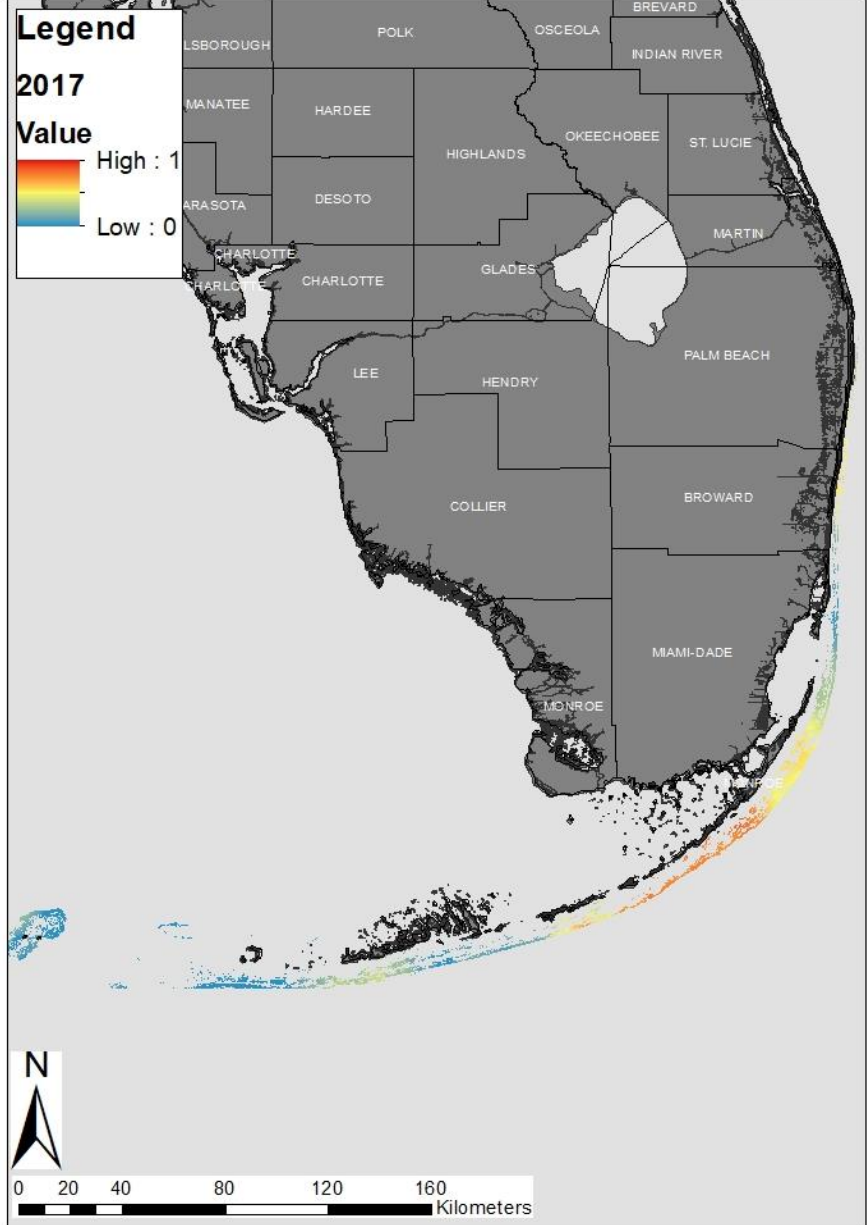 Legend
2017
Value
High : 1
Low : 0
BREVARD
OSCEOLA
POLK
LSBOROUGH
INDIAN RIVER
MANATEE
HARDEE
OKEECHOBEE
ST. LUCIE
HIGHLANDS
DESOTO
ARASOTA
MARTIN
CHARLOTTE
GLADES
CHARLOTTE
CHARLOTTE
PALM BEACH
LEE
HENDRY
BROWARD
COLLIER
MIAMI-DADE
MONROE
MONROE
N
0 20 40 80 120 160
Kilometers